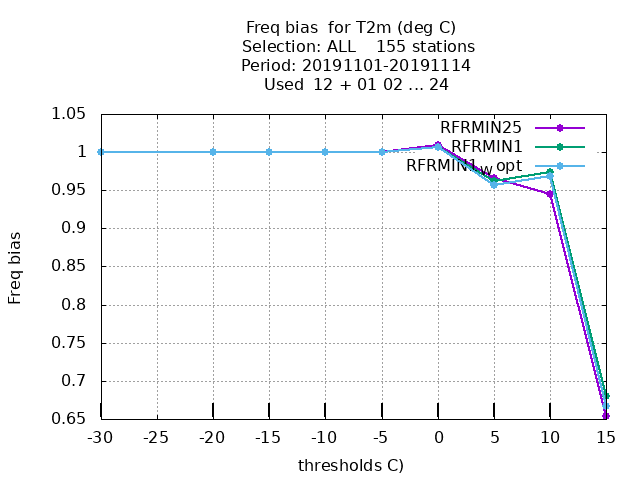 Freq bias  for T2m (deg C)
Selection: ALL    155 stations
Period: 20191101-20191114
Used  12 + 01 02 ... 24
RFRMIN25
RFRMIN1
RFRMIN1wopt
1.05
1
0.95
0.9
0.85
0.8
0.75
0.7
0.65
Freq bias
-30 -25 -20 -15 -10 -5 0 5 10 15
thresholds C)